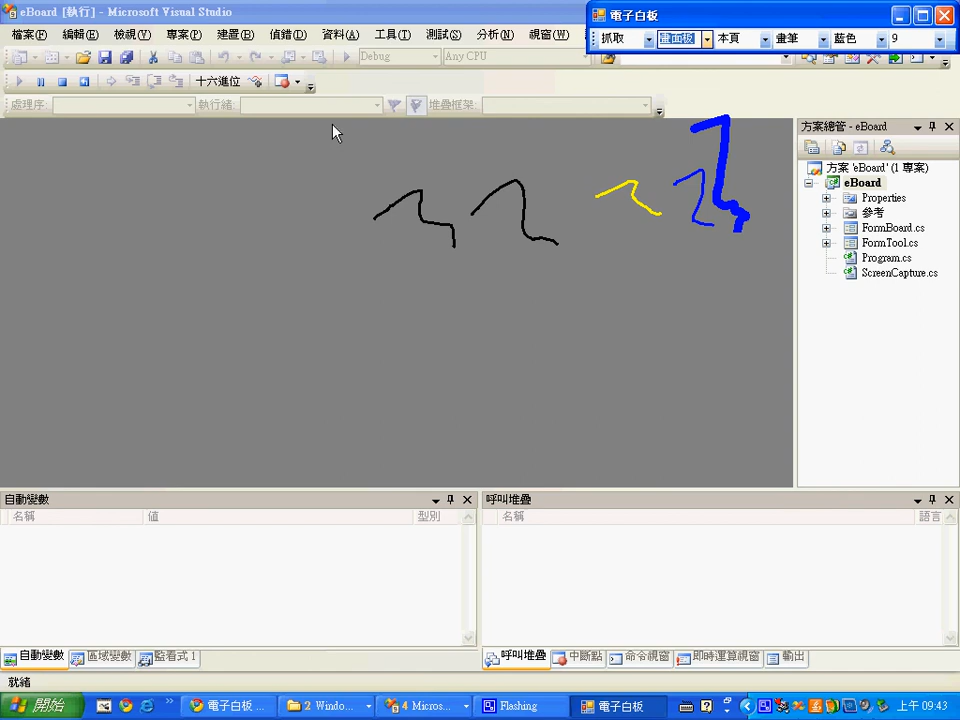 eBoard [執行] - Microsoft Visual Studio
電子白板
檔案(F) 編輯(E) 檢視(V) 專案(P) 建置(B) 偵錯(D) 資料(A) 工具(T) 測試(S) 分析(N) 視窗(W)
抓取 畫面板 本頁 畫筆 藍色 9
Debug Any CPU
十六進位
處理序: 執行緒: 堆疊框架:
方案總管 - eBoard
方案 'eBoard' (1 專案)
eBoard
Properties
參考
FormBoard.cs
FormTool.cs
Program.cs
ScreenCapture.cs
自動變數 呼叫堆疊
名稱 值 型別 名稱 語言
自動變數 區域變數 監看式 1 呼叫堆疊 中斷點 命令視窗 即時運算視窗 輸出
就緒
開始 電子白板 ... 2 Windo... 4 Micros... Flashing 電子白板 上午 09:43